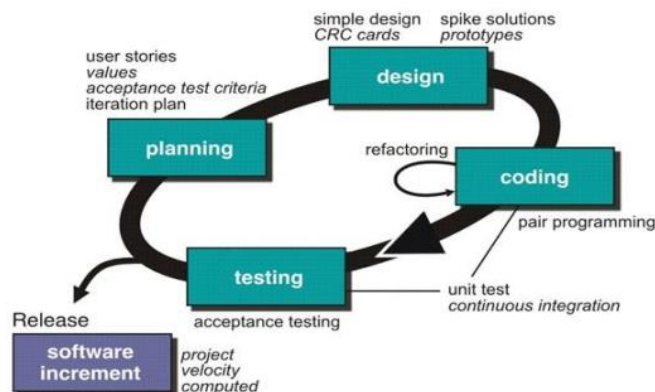 simple design
CRC cards
spike solutions
prototypes
design
user stories
values
acceptance test criteria
iteration plan
planning
refactoring
coding
pair programming
testing
acceptance testing
unit test
continuous integration
Release
software
increment
project
velocity
computed